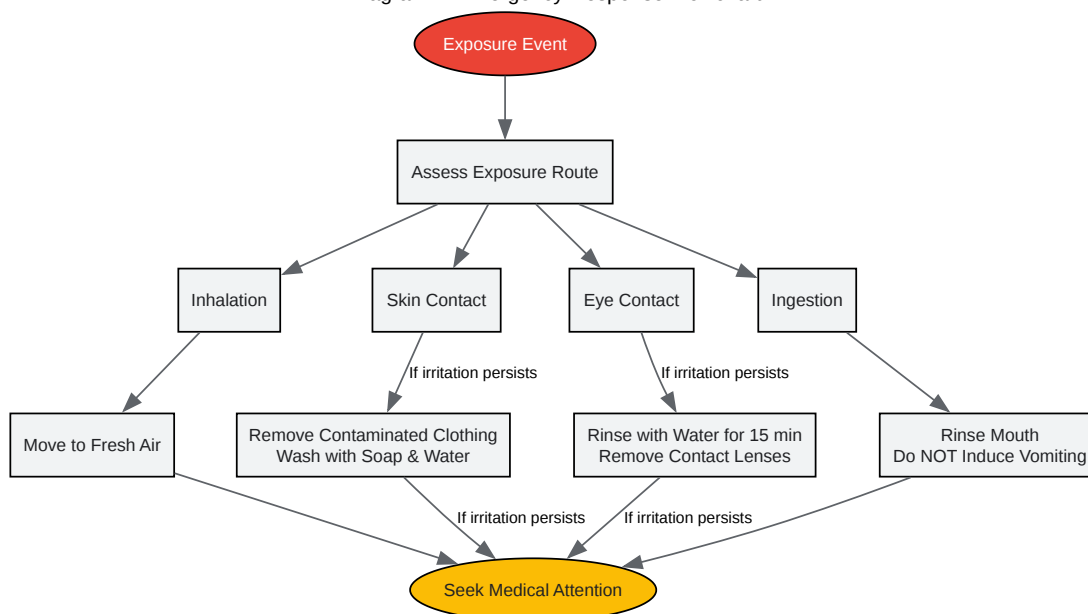 Exposure Event
Assess Exposure Route
Inhalation
Skin Contact
Eye Contact
Ingestion
If irritation persists
If irritation persists
Move to Fresh Air
Remove Contaminated Clothing
Wash with Soap & Water
Rinse with Water for 15 min
Remove Contact Lenses
Rinse Mouth
Do NOT Induce Vomiting
If irritation persists
If irritation persists
Seek Medical Attention